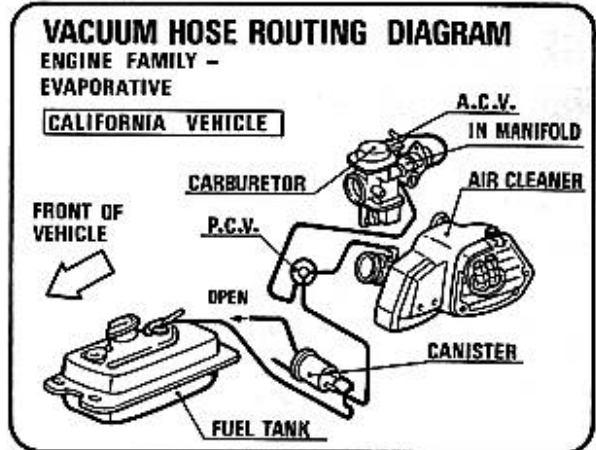 VACUUM HOSE ROUTING DIAGRAM
ENGINE FAMILY –
EVAPORATIVE
CALIFORNIA VEHICLE
A.C.V.
IN MANIFOLD
CARBURETOR
AIR CLEANER
FRONT OF
VEHICLE
P.C.V.
OPEN
CANISTER
FUEL TANK